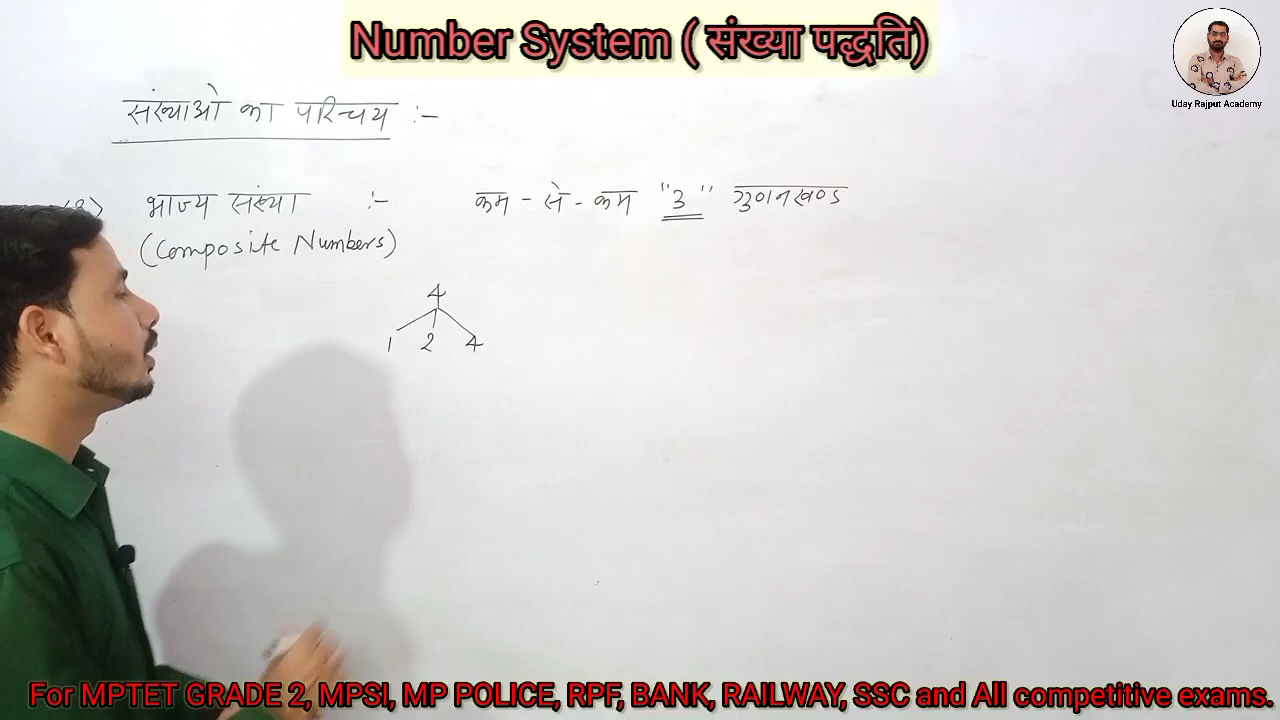 Number System ( संख्या पद्धति)
Uday Rajput Academy
संख्याओ का परिचय :-
भाज्य संख्या :- कम - से - कम "3" गुणनखण्ड
(Composite Numbers)
4
1 2 4
For MPTET GRADE 2, MPSI, MP POLICE, RPF, BANK, RAILWAY, SSC and All competitive exams.